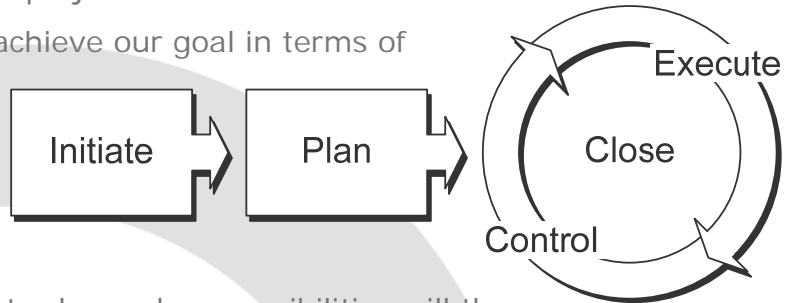 achieve our goal in terms of
Execute
Initiate
Plan
Close
Control